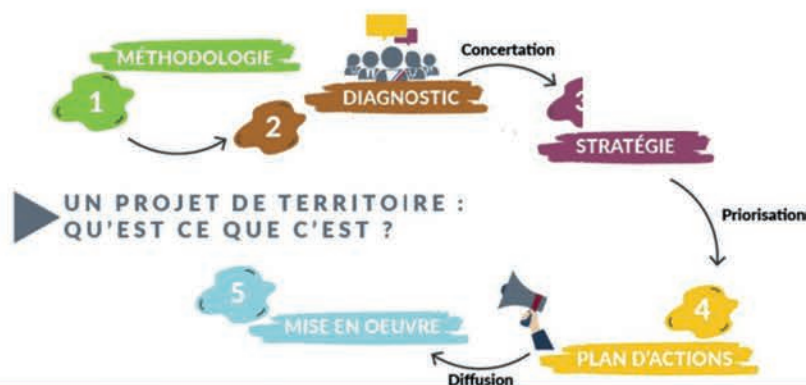 MÉTHODOLOGIE
1
2
DIAGNOSTIC
Concertation
3
STRATÉGIE
UN PROJET DE TERRITOIRE :
QU'EST CE QUE C'EST ?
Priorisation
4
PLAN D'ACTIONS
Diffusion
5
MISE EN OEUVRE